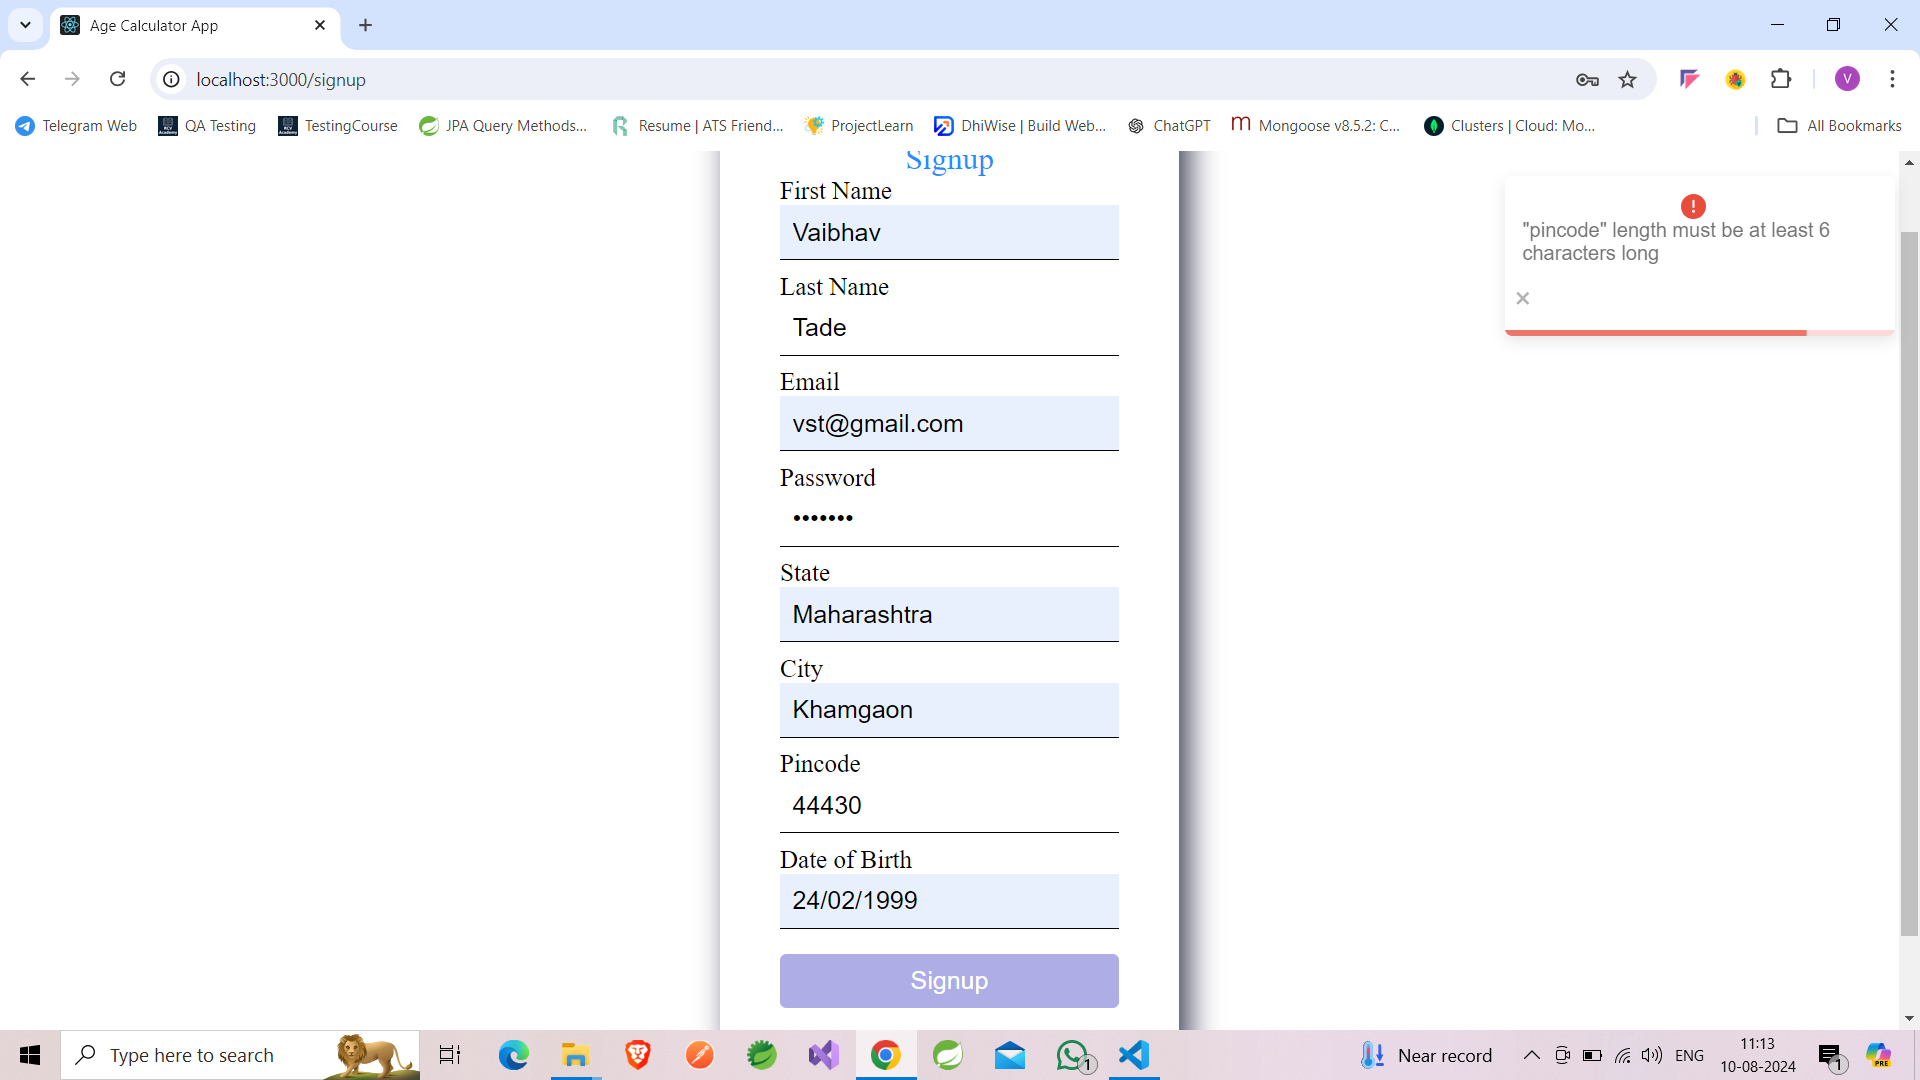 Age Calculator App
localhost:3000/signup
V
Telegram Web
QA Testing
TestingCourse
JPA Query Methods...
Resume | ATS Friend...
ProjectLearn
DhiWise | Build Web...
ChatGPT
Mongoose v8.5.2: C...
Clusters | Cloud: Mo...
All Bookmarks
Signup
First Name
Vaibhav
Last Name
Tade
Email
vst@gmail.com
Password
•••••••
State
Maharashtra
City
Khamgaon
Pincode
44430
Date of Birth
24/02/1999
Signup
"pincode" length must be at least 6
characters long
Type here to search
1
Near record
ENG
11:13
10-08-2024
1
PRE